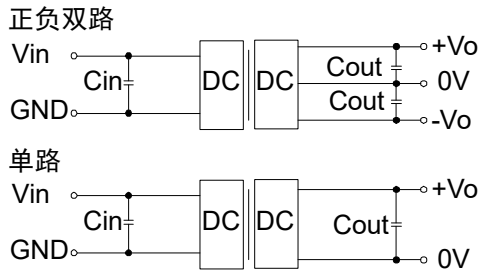 正负双路
Vin Cin DC DC Cout +Vo
Cout 0V
GND -Vo
单路
Vin Cin DC DC Cout +Vo
GND 0V